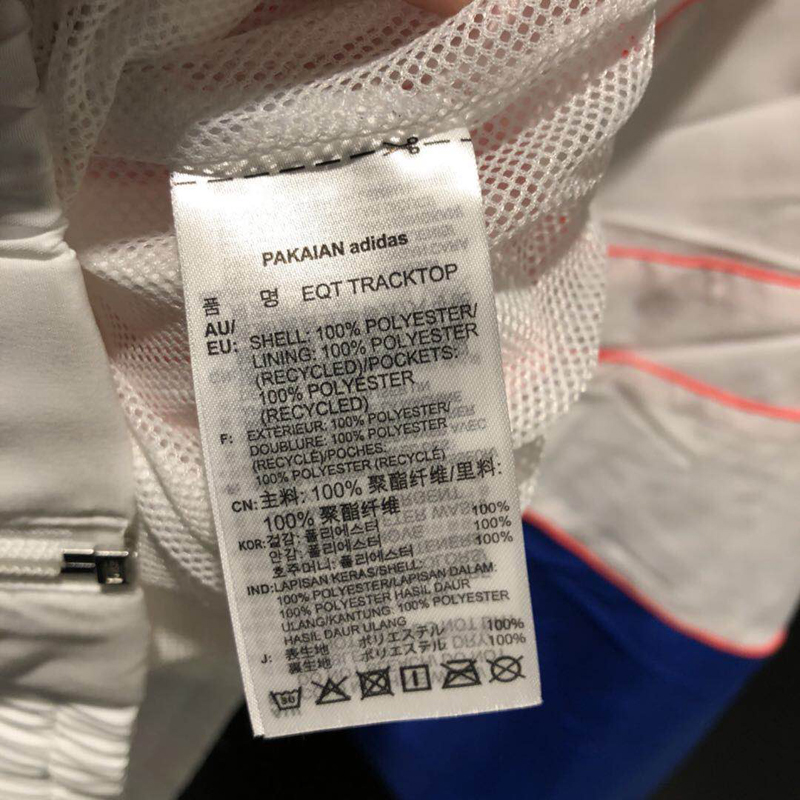 PAKAIAN adidas
품 명 EQT TRACKTOP
AU/ EU: SHELL: 100% POLYESTER/
LINING: 100% POLYESTER
(RECYCLED)/POCKETS:
100% POLYESTER
(RECYCLED)
F: EXTÉRIEUR: 100% POLYESTER/
DOUBLURE: 100% POLYESTER
(RECYCLÉ)/POCHES:
100% POLYESTER (RECYCLÉ)
CN: 主料: 100% 聚酯纤维/里料:
100% 聚酯纤维
KOR: 겉감: 폴리에스터 100%
안감: 폴리에스터 100%
호주머니: 폴리에스터 100%
IND: LAPISAN KERAS/SHELL:
100% POLYESTER/LAPISAN DALAM:
100% POLYESTER HASIL DAUR
ULANG/KANTUNG: 100% POLYESTER
HASIL DAUR ULANG
J: 表生地 ポリエステル 100%
裏生地 ポリエステル 100%